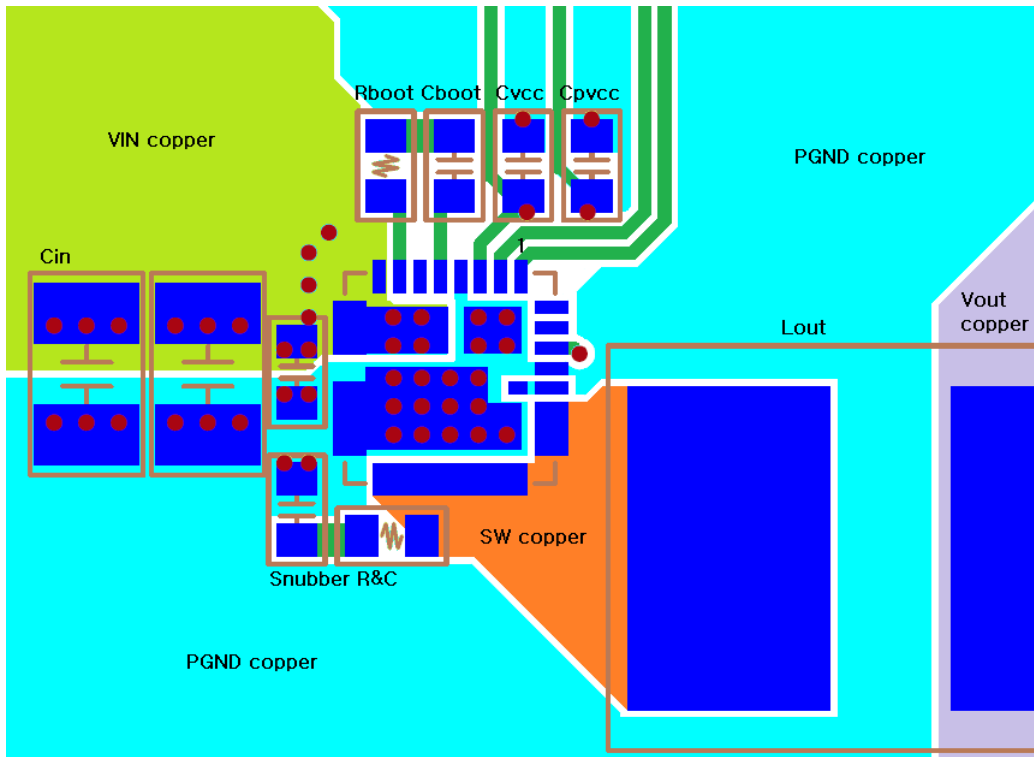 Rboot Cboot Cvcc Cpvcc
VIN copper
PGND copper
1
Cin
Vout
copper
Lout
SW copper
Snubber R&C
PGND copper